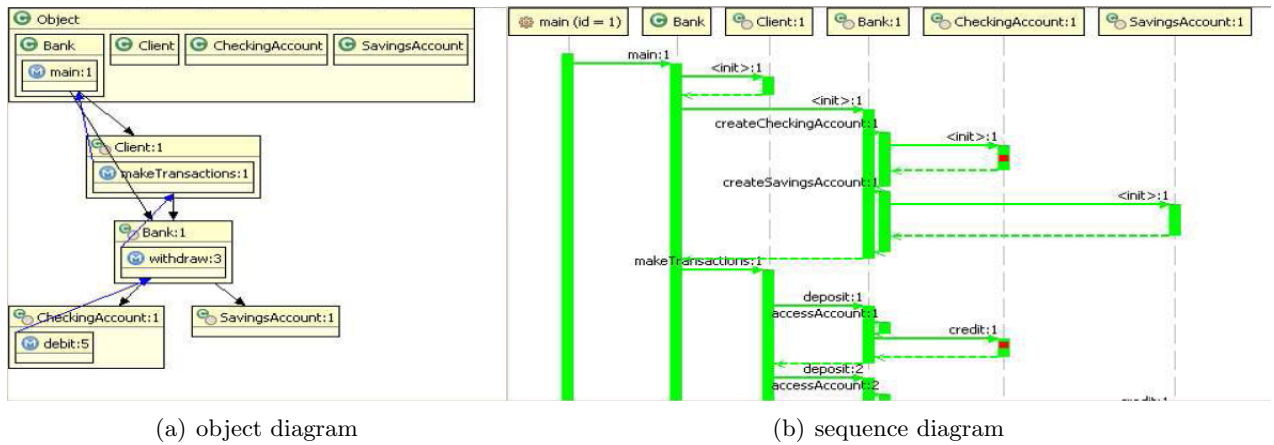 Object
Bank
Client
CheckingAccount
SavingsAccount
main:1
Client:1
makeTransactions:1
Bank:1
withdraw:3
CheckingAccount:1
SavingsAccount:1
debit:5
main (id = 1)
Bank
Client:1
Bank:1
CheckingAccount:1
SavingsAccount:1
main:1
<init>:1
<init>:1
createCheckingAccount:1
<init>:1
createSavingsAccount:1
<init>:1
makeTransactions:1
deposit:1
accessAccount:1
credit:1
deposit:2
accessAccount:2
credit:1
(a) object diagram
(b) sequence diagram